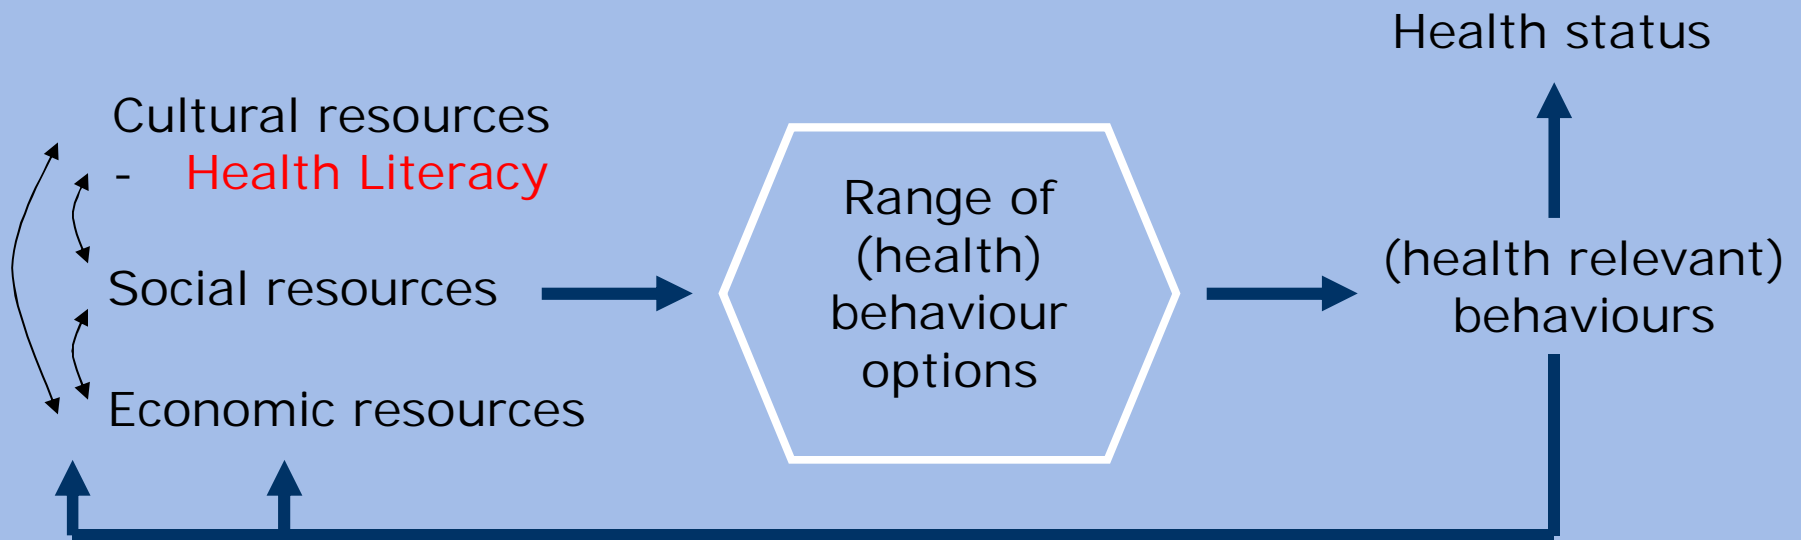 Cultural resources
- Health Literacy
Social resources
Economic resources
Range of
(health)
behaviour
options
Health status
(health relevant)
behaviours